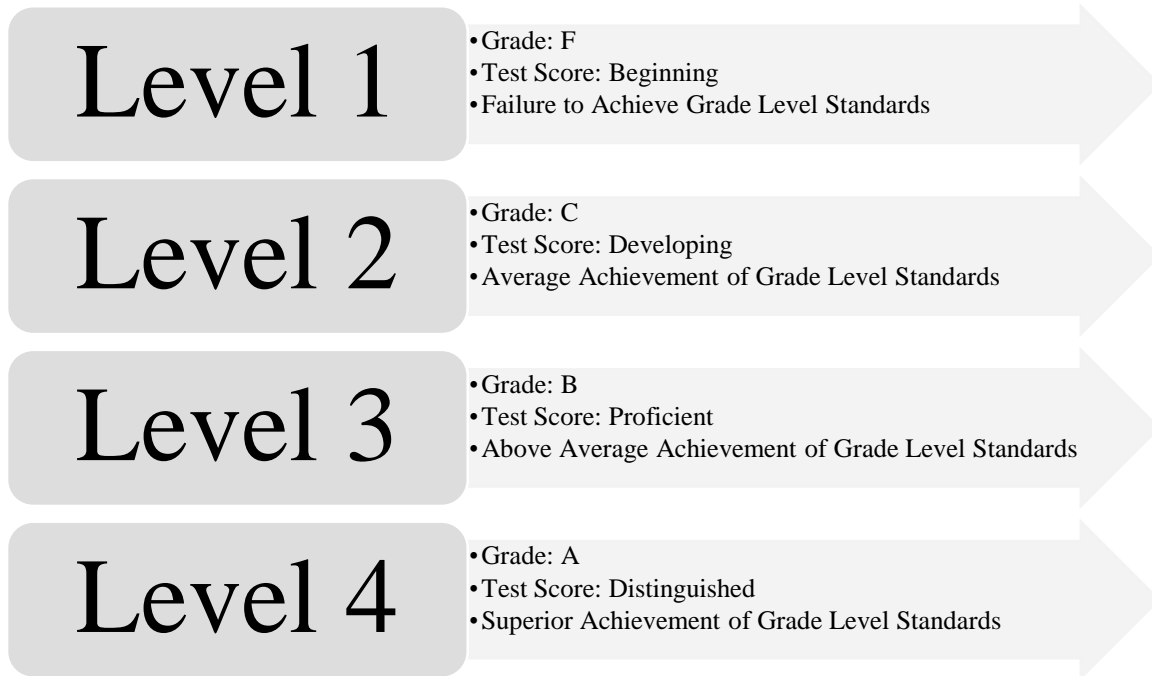 Level 1
•Grade: F
•Test Score: Beginning
•Failure to Achieve Grade Level Standards
Level 2
•Grade: C
•Test Score: Developing
•Average Achievement of Grade Level Standards
Level 3
•Grade: B
•Test Score: Proficient
•Above Average Achievement of Grade Level Standards
Level 4
•Grade: A
•Test Score: Distinguished
•Superior Achievement of Grade Level Standards